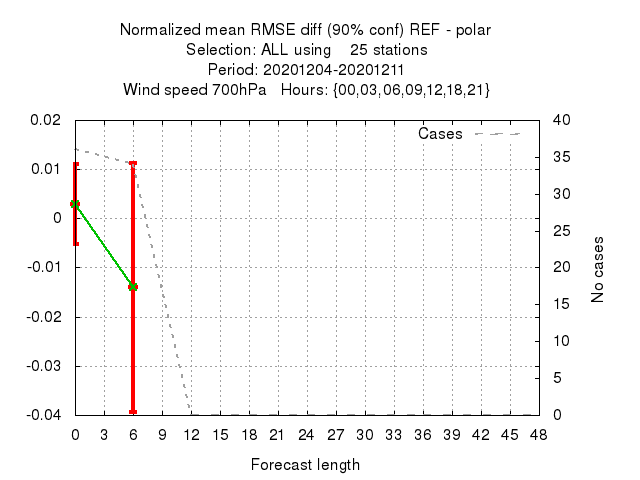 Normalized mean RMSE diff (90% conf) REF - polar
Selection: ALL using    25 stations
Period: 20201204-20201211
Wind speed 700hPa   Hours: {00,03,06,09,12,18,21}
Cases
0.02
0.01
0
-0.01
-0.02
-0.03
-0.04
40
35
30
25
20
15
10
5
0
No cases
0 3 6 9 12 15 18 21 24 27 30 33 36 39 42 45 48
Forecast length